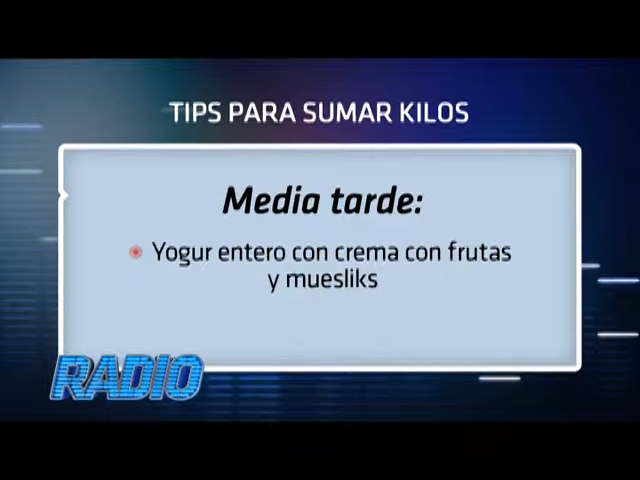 TIPS PARA SUMAR KILOS
Media tarde:
Yogur entero con crema con frutas
y muesliks
RADIO